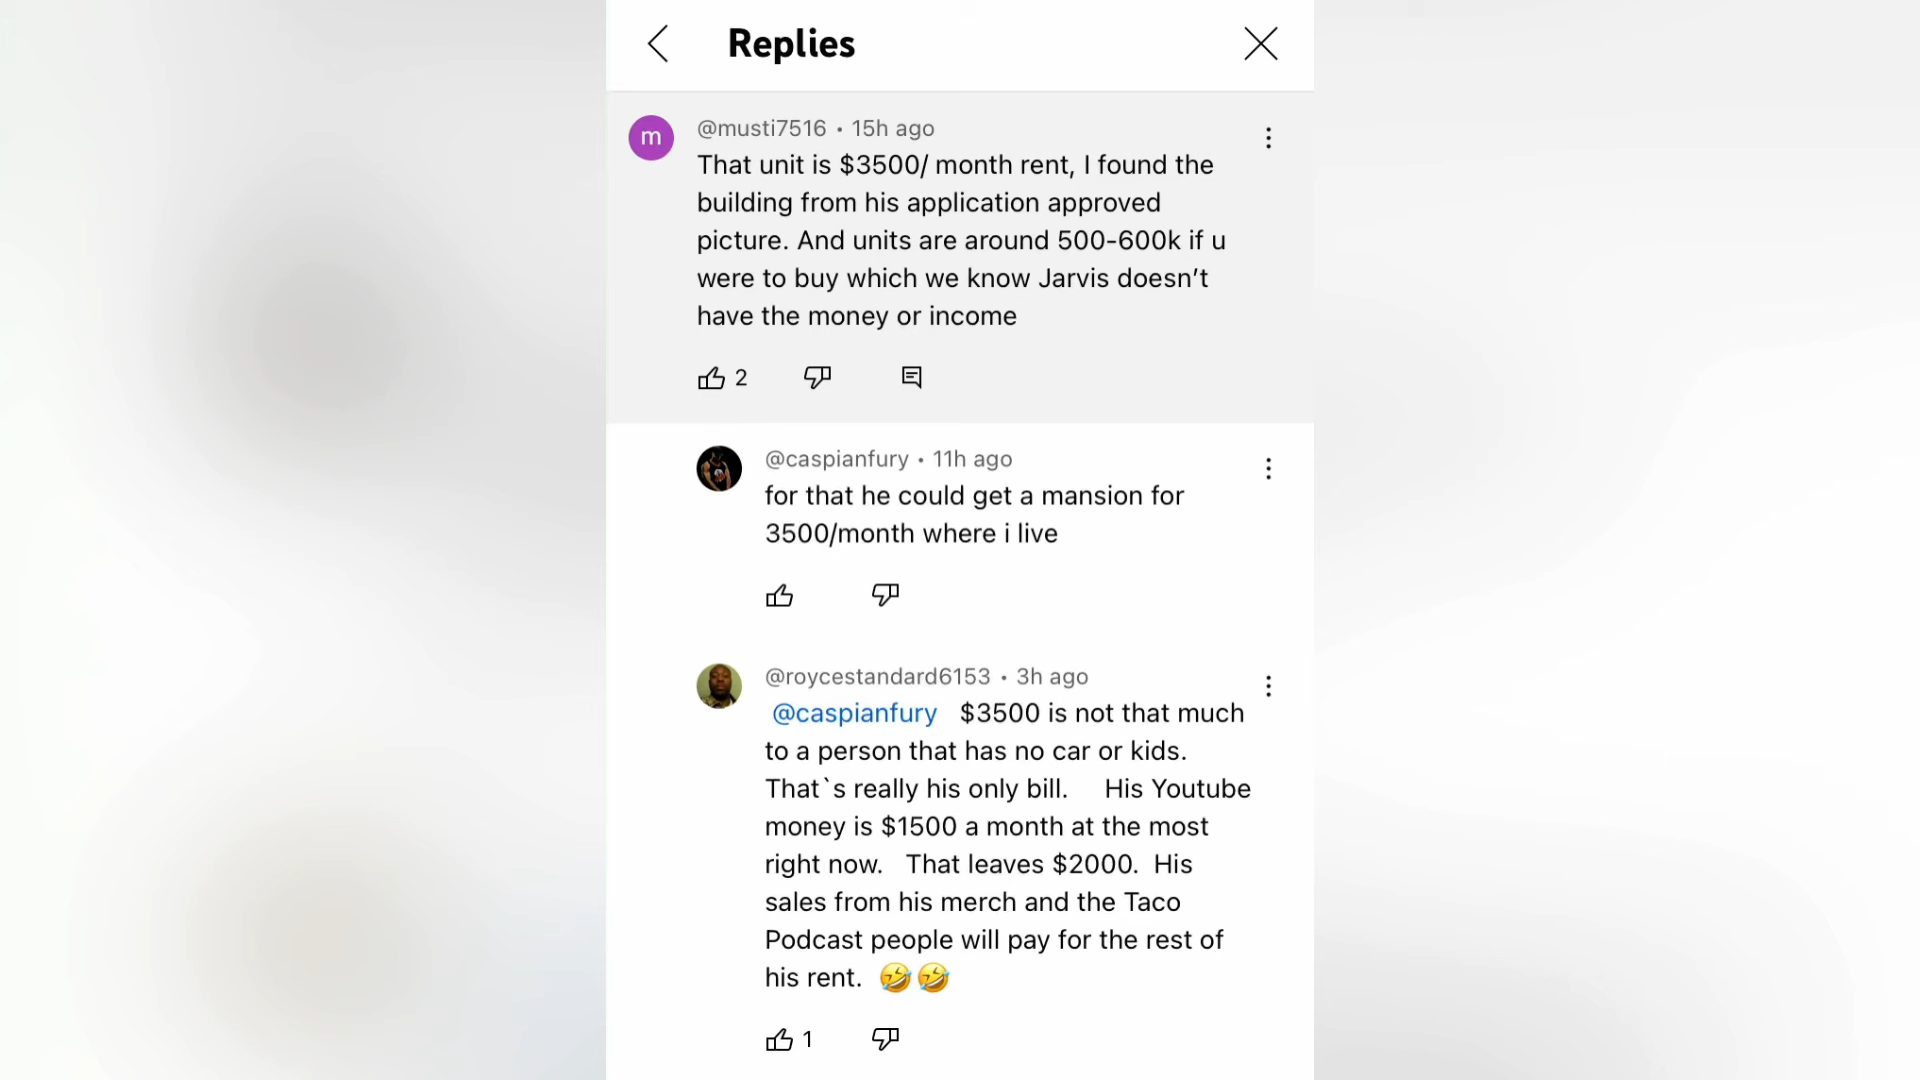 Replies
m
@musti7516 • 15h ago
That unit is $3500/ month rent, I found the
building from his application approved
picture. And units are around 500-600k if u
were to buy which we know Jarvis doesn’t
have the money or income
2
@caspianfury • 11h ago
for that he could get a mansion for
3500/month where i live
@roycestandard6153 • 3h ago
@caspianfury $3500 is not that much
to a person that has no car or kids.
That`s really his only bill. His Youtube
money is $1500 a month at the most
right now. That leaves $2000. His
sales from his merch and the Taco
Podcast people will pay for the rest of
his rent. 🤣🤣
1